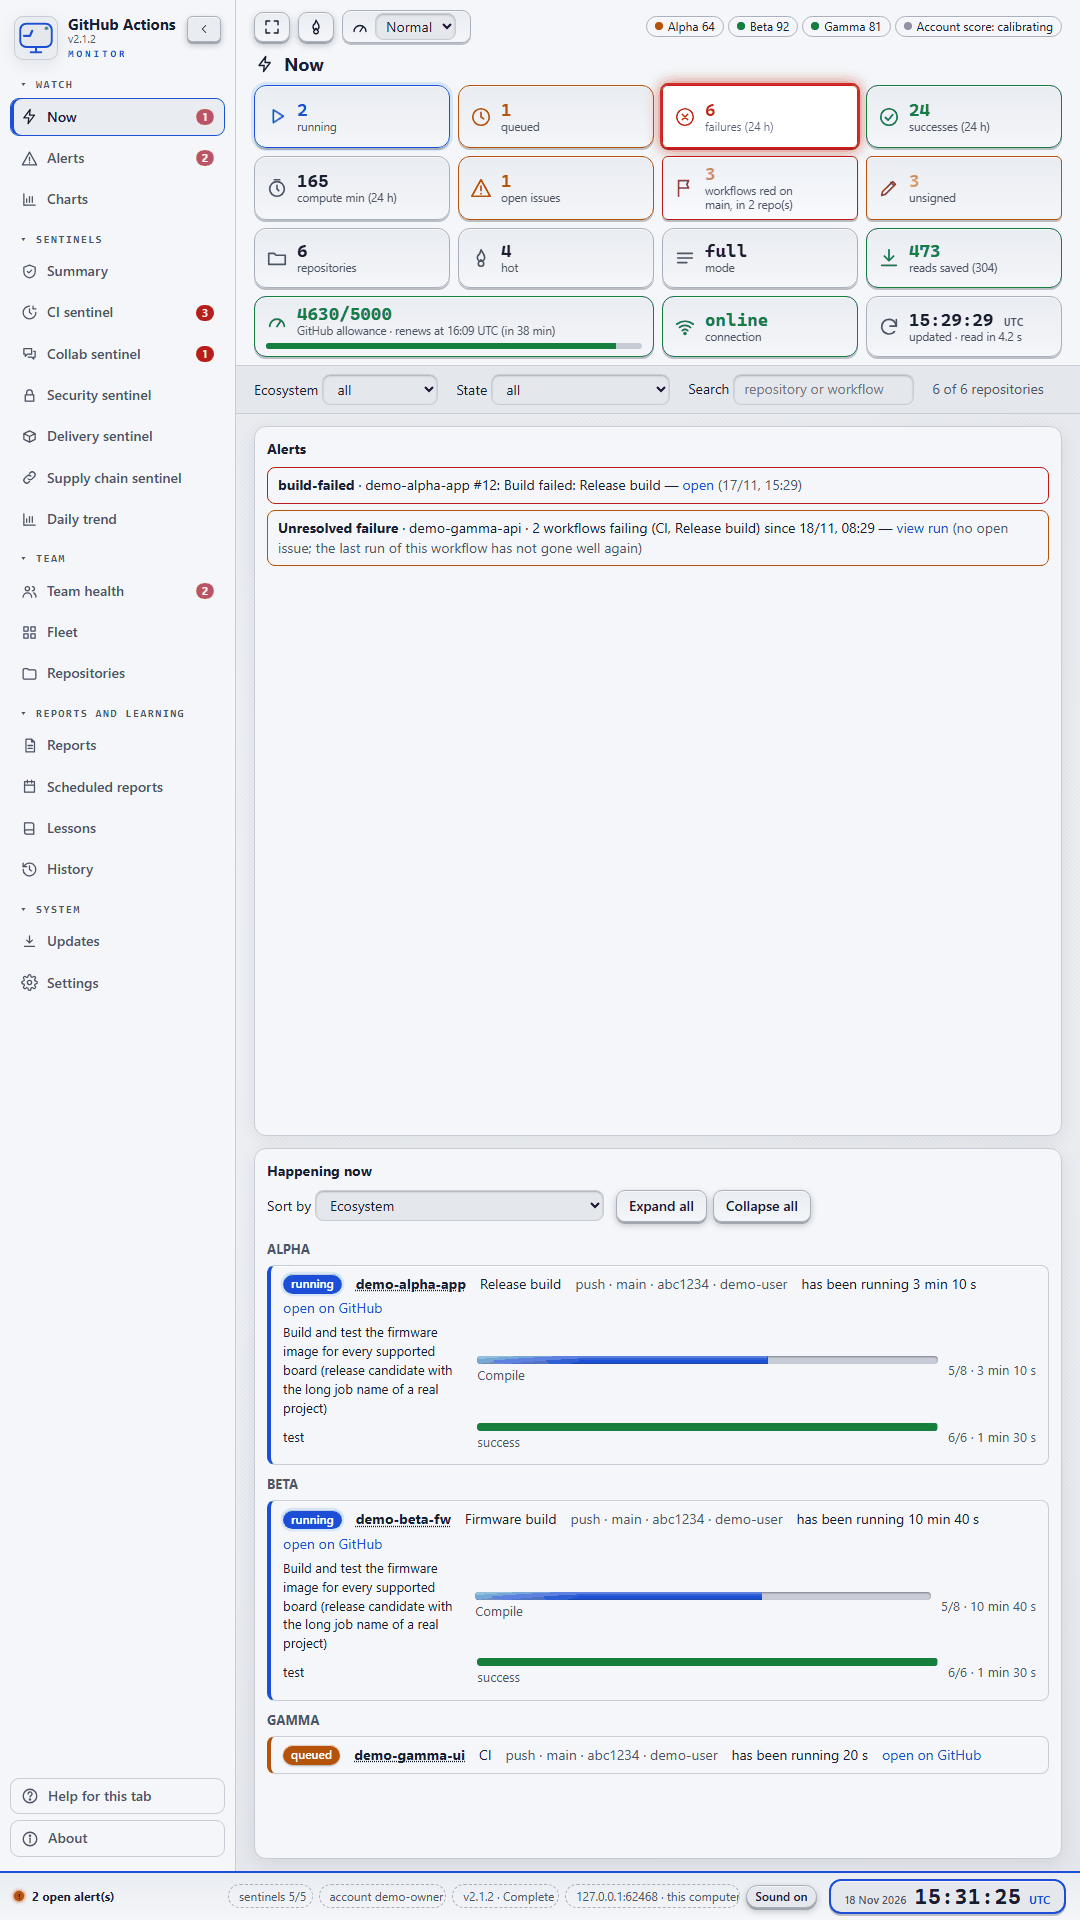 GitHub Actions
v2.1.2
MONITOR
WATCH
Now 1
Alerts 2
Charts
SENTINELS
Summary
CI sentinel 3
Collab sentinel 1
Security sentinel
Delivery sentinel
Supply chain sentinel
Daily trend
TEAM
Team health 2
Fleet
Repositories
REPORTS AND LEARNING
Reports
Scheduled reports
Lessons
History
SYSTEM
Updates
Settings
Help for this tab
About
Normal
Alpha 64
Beta 92
Gamma 81
Account score: calibrating
Now
2
running
1
queued
6
failures (24 h)
24
successes (24 h)
165
compute min (24 h)
1
open issues
3
workflows red on
main, in 2 repo(s)
3
unsigned
6
repositories
4
hot
full
mode
473
reads saved (304)
4630/5000
GitHub allowance · renews at 16:09 UTC (in 38 min)
online
connection
15:29:29 UTC
updated · read in 4.2 s
Ecosystem all
State all
Search repository or workflow
6 of 6 repositories
Alerts
build-failed · demo-alpha-app #12: Build failed: Release build — open (17/11, 15:29)
Unresolved failure · demo-gamma-api · 2 workflows failing (CI, Release build) since 18/11, 08:29 — view run (no open
issue; the last run of this workflow has not gone well again)
Happening now
Sort by Ecosystem Expand all Collapse all
ALPHA
running demo-alpha-app Release build push · main · abc1234 · demo-user has been running 3 min 10 s
open on GitHub
Build and test the firmware
image for every supported
board (release candidate with
the long job name of a real
project)
Compile
5/8 · 3 min 10 s
test
success
6/6 · 1 min 30 s
BETA
running demo-beta-fw Firmware build push · main · abc1234 · demo-user has been running 10 min 40 s
open on GitHub
Build and test the firmware
image for every supported
board (release candidate with
the long job name of a real
project)
Compile
5/8 · 10 min 40 s
test
success
6/6 · 1 min 30 s
GAMMA
queued demo-gamma-ui CI push · main · abc1234 · demo-user has been running 20 s open on GitHub
2 open alert(s)
sentinels 5/5
account demo-owner
v2.1.2 · Complete
127.0.0.1:62468 · this computer
Sound on
18 Nov 2026 15:31:25 UTC